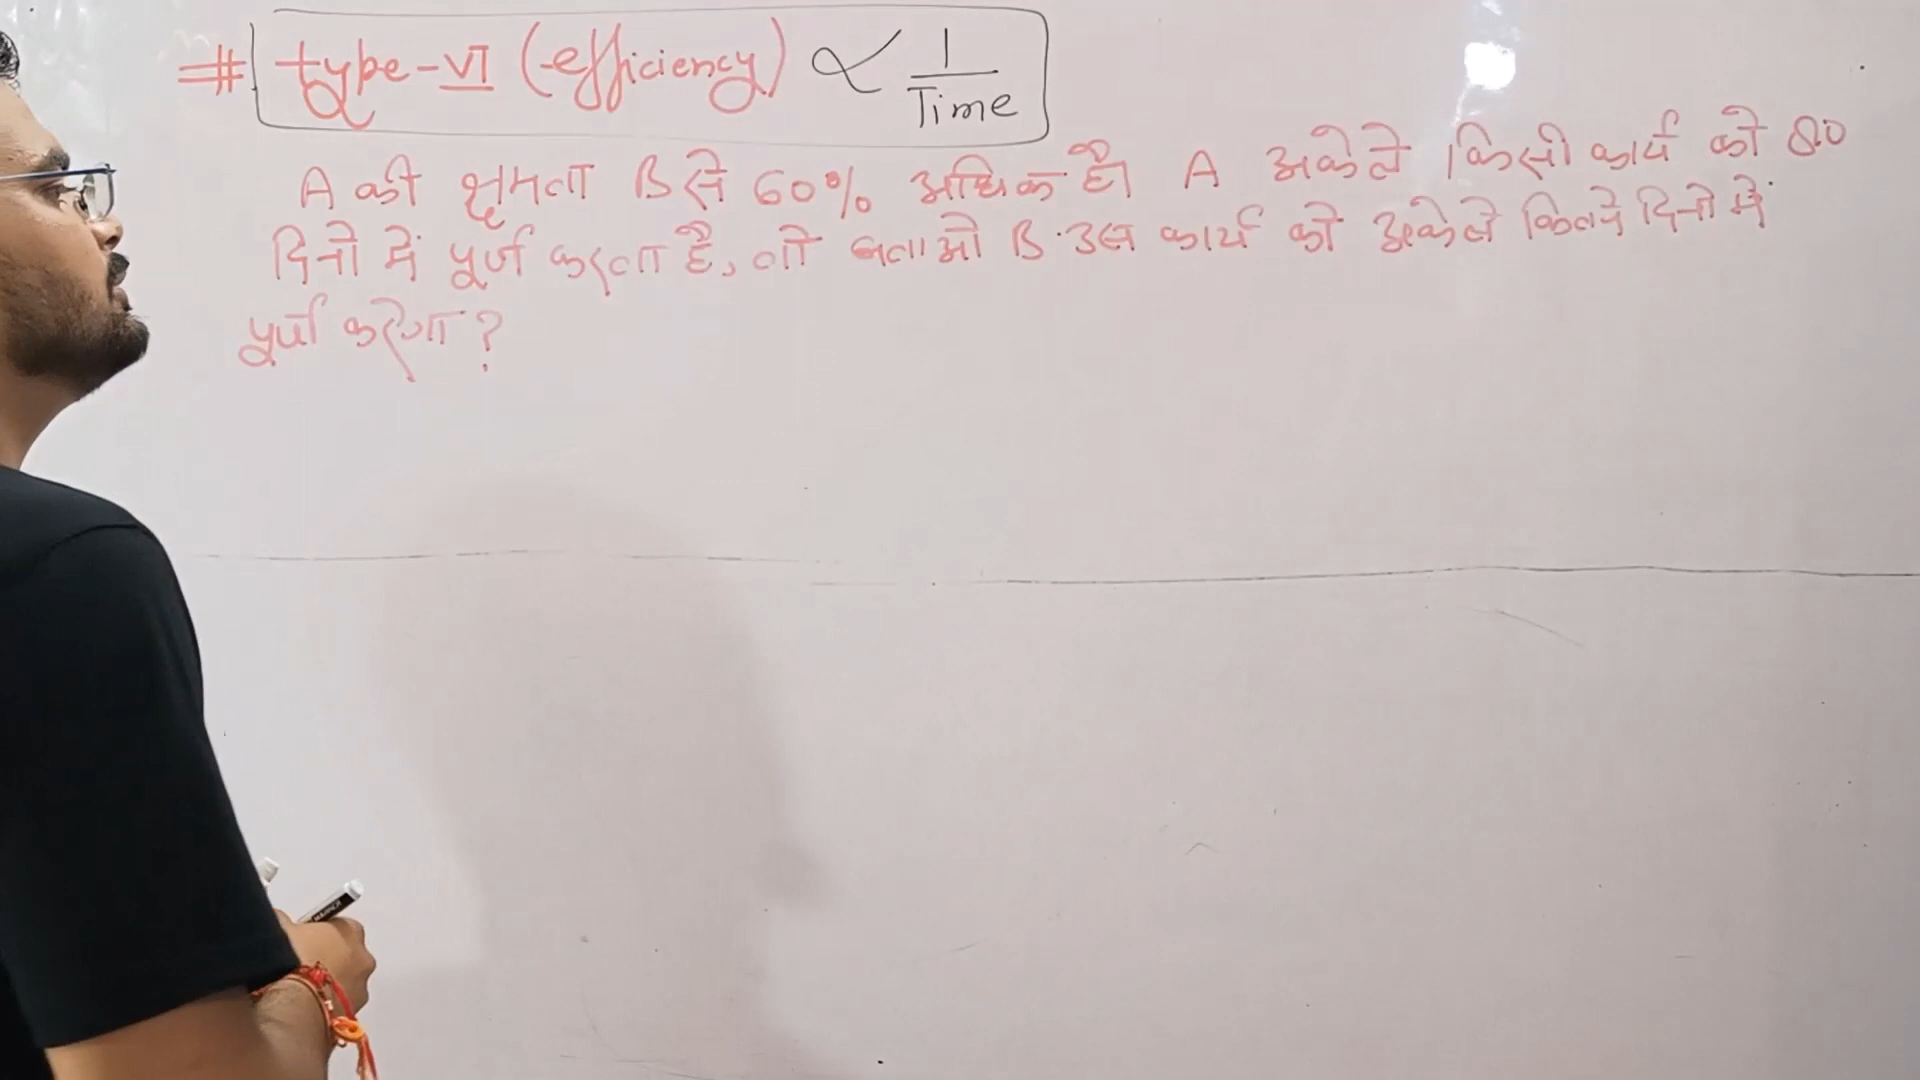 # type-VI (efficiency) ∝ 1/Time
A की क्षमता B से 60% अधिक है। A अकेले किसी कार्य को 80
दिनो में पूर्ण करता है, तो बताओ B उस कार्य को अकेले कितने दिनो में
पूर्ण करेगा?